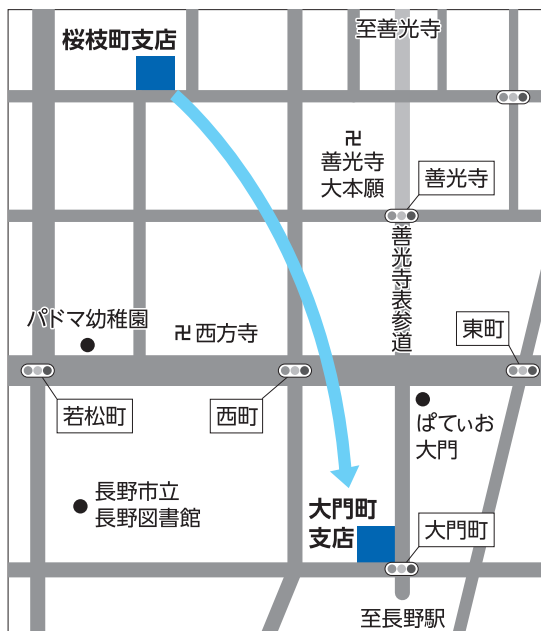 至善光寺
桜枝町支店
卍
善光寺
大本願
善光寺
善光寺表参道
パドマ幼稚園
卍西方寺
東町
若松町
西町
ぱてぃお
大門
長野市立
長野図書館
大門町
支店
大門町
至長野駅